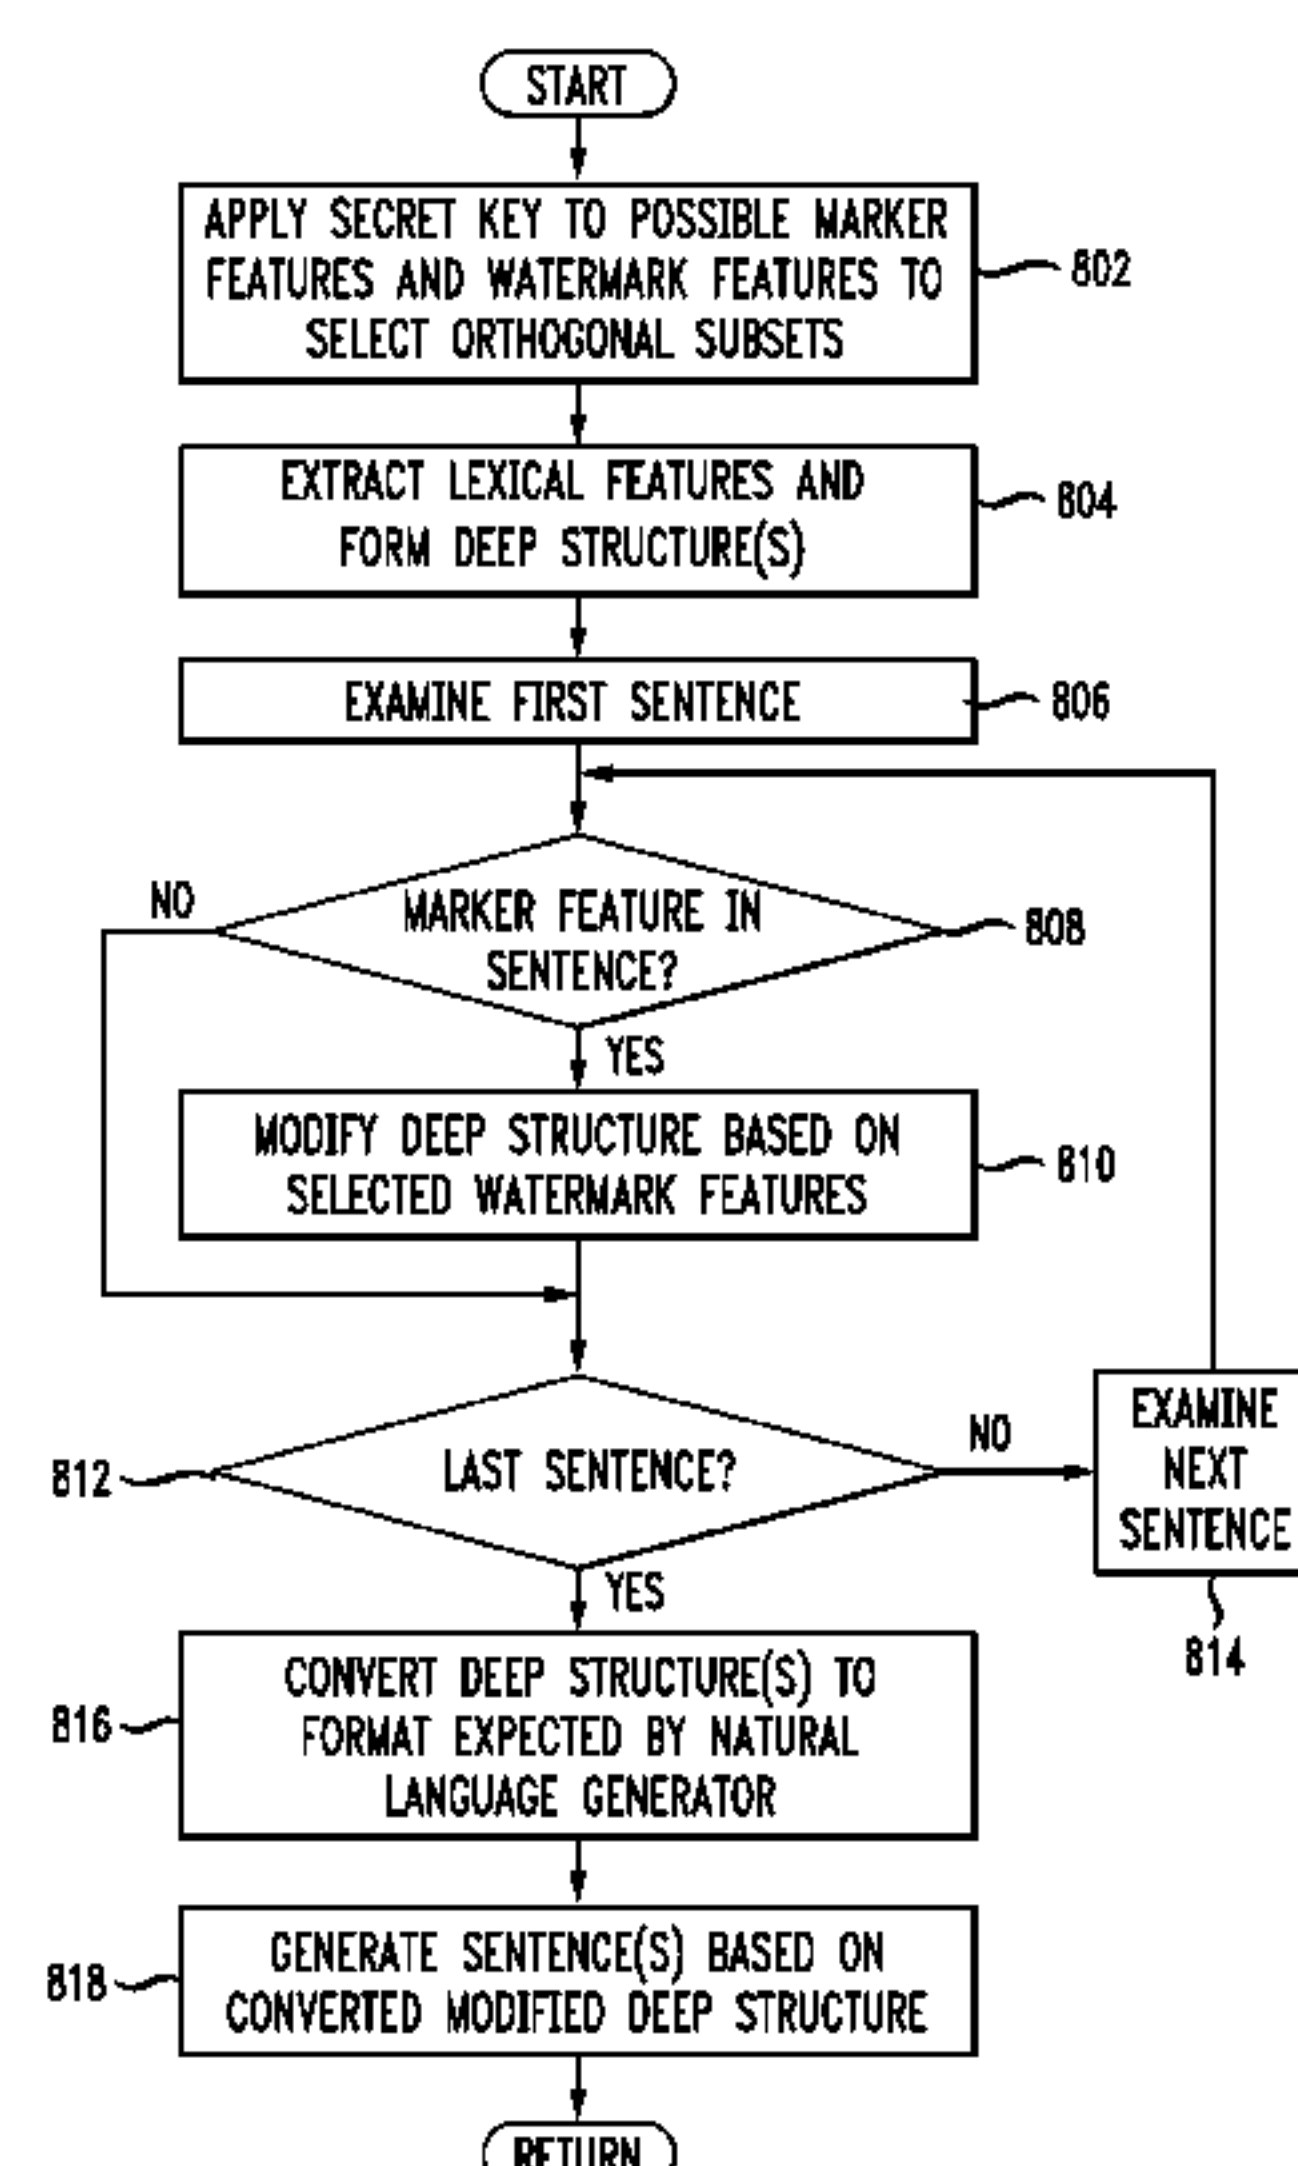 START
APPLY SECRET KEY TO POSSIBLE MARKER
FEATURES AND WATERMARK FEATURES TO
SELECT ORTHOGONAL SUBSETS
802
EXTRACT LEXICAL FEATURES AND
FORM DEEP STRUCTURE(S)
804
EXAMINE FIRST SENTENCE
806
NO
MARKER FEATURE IN
SENTENCE?
808
YES
MODIFY DEEP STRUCTURE BASED ON
SELECTED WATERMARK FEATURES
810
812
LAST SENTENCE?
NO
EXAMINE
NEXT
SENTENCE
814
YES
816
CONVERT DEEP STRUCTURE(S) TO
FORMAT EXPECTED BY NATURAL
LANGUAGE GENERATOR
818
GENERATE SENTENCE(S) BASED ON
CONVERTED MODIFIED DEEP STRUCTURE
RETURN